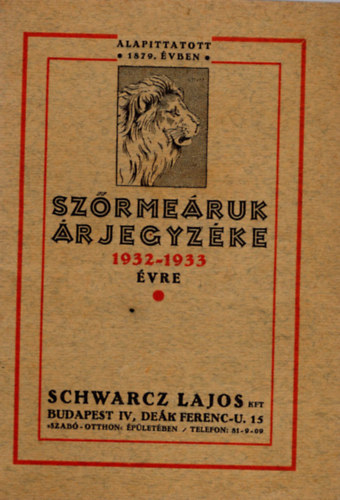 ALAPITTATOTT
• 1879. ÉVBEN •
SZŐRMEÁRUK
ÁRJEGYZÉKE
1932-1933
ÉVRE
SCHWARCZ LAJOS KFT
BUDAPEST IV, DEÁK FERENC-U. 15
«SZABÓ-OTTHON« ÉPÜLETÉBEN / TELEFON: 81-9-09